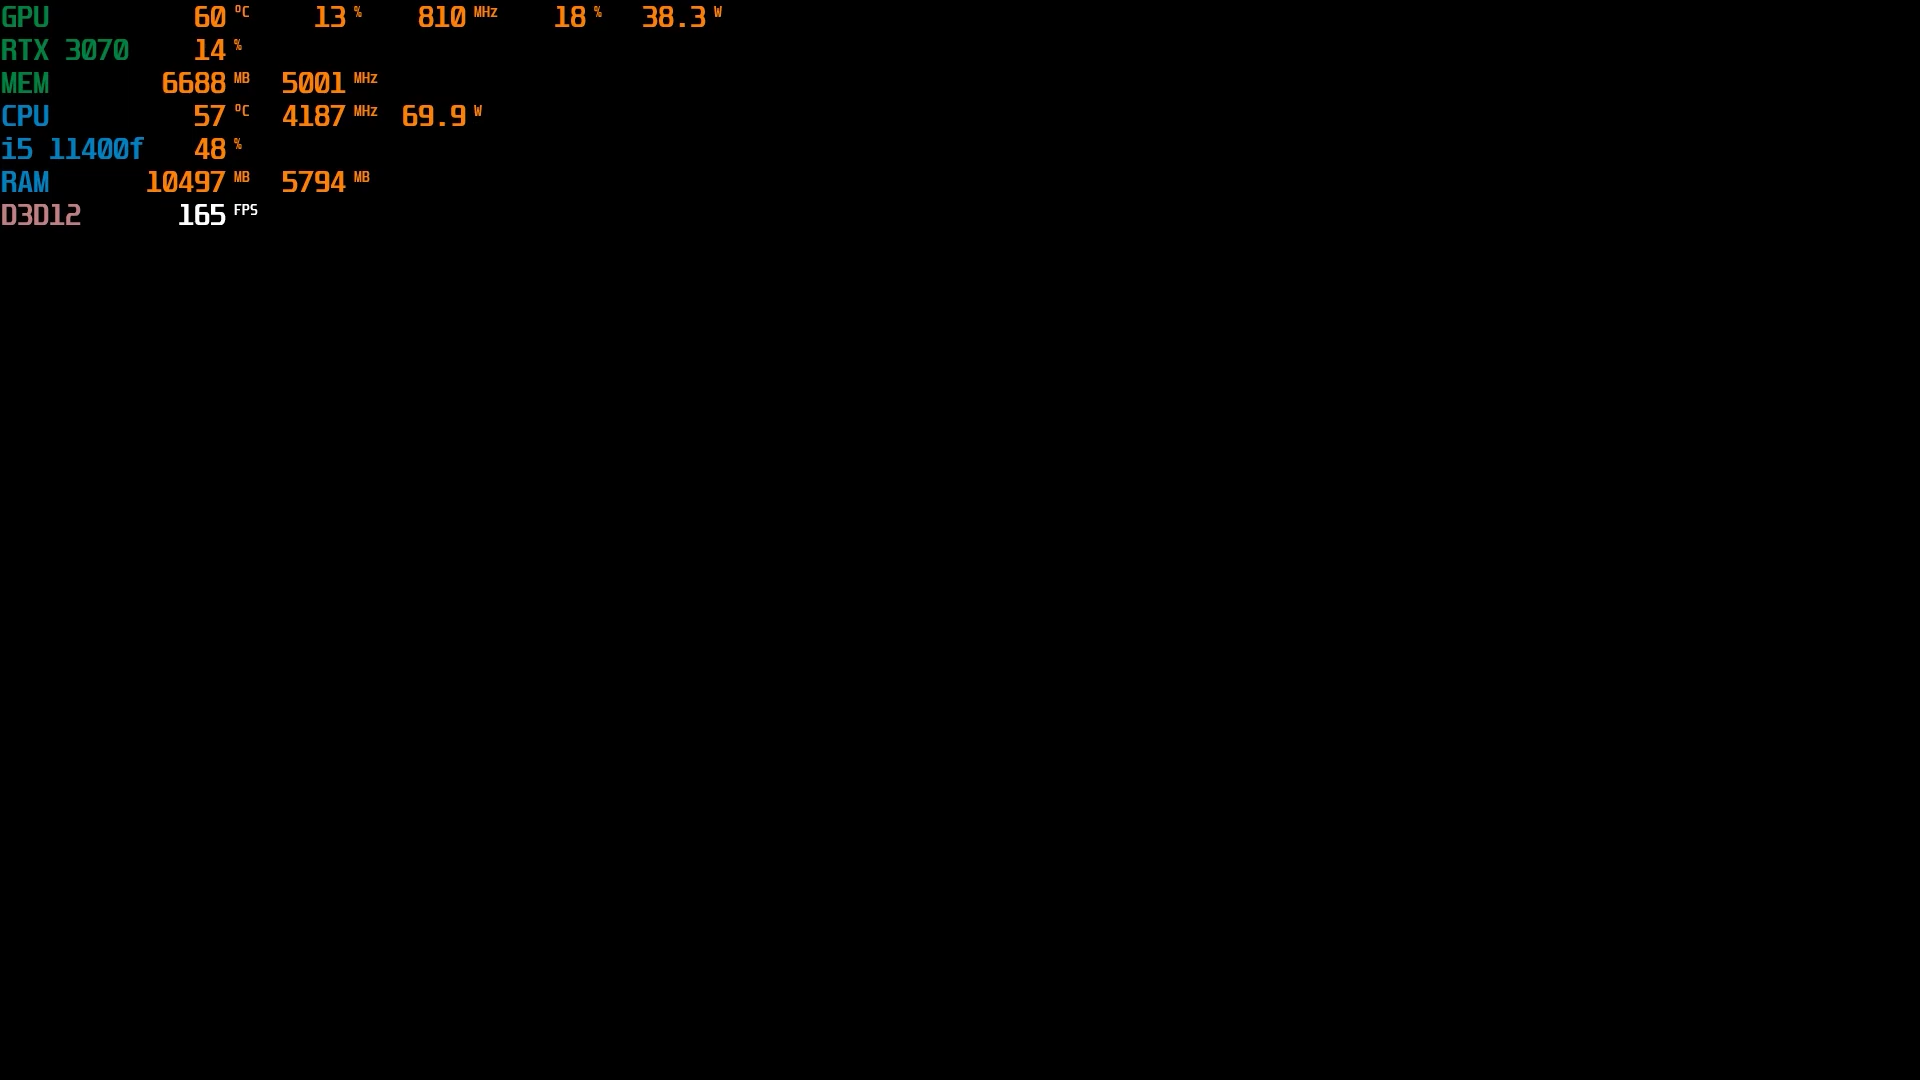 GPU 60 °C 13 % 810 MHz 18 % 38.3 W
RTX 3070 14 %
MEM 6688 MB 5001 MHz
CPU 57 °C 4187 MHz 69.9 W
i5 11400f 48 %
RAM 10497 MB 5794 MB
D3D12 165 FPS